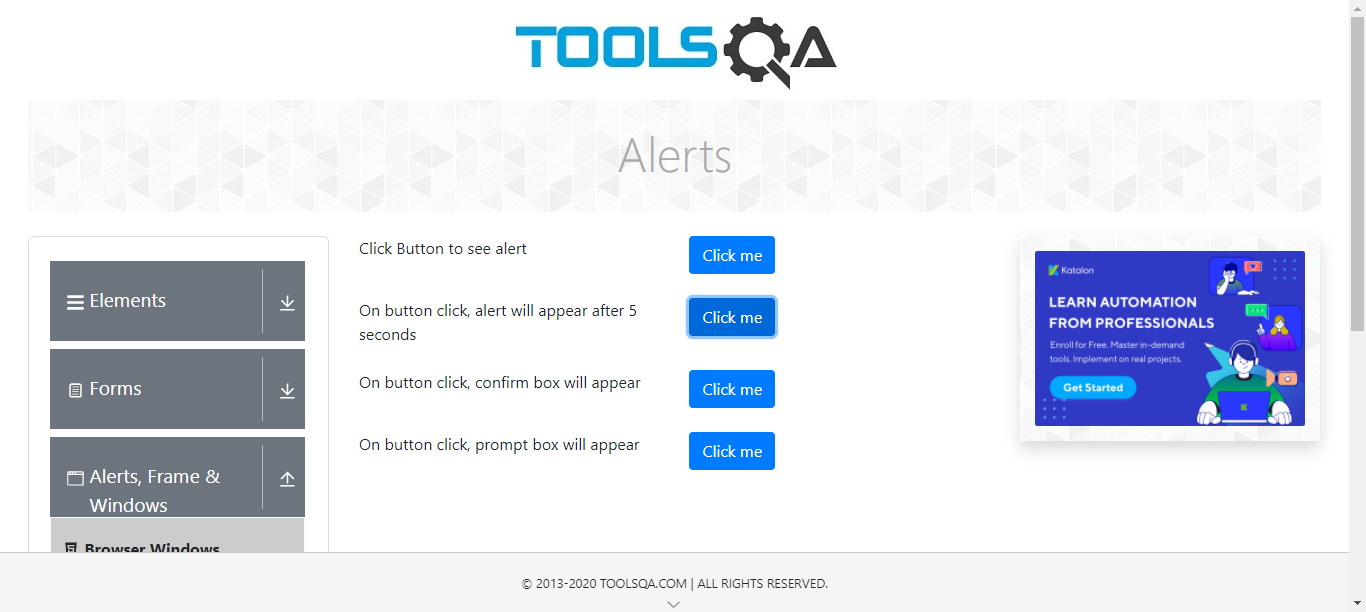 TOOLSQA
Alerts
Elements
Forms
Alerts, Frame &
Windows
Browser Windows
Click Button to see alert
Click me
On button click, alert will appear after 5
seconds
Click me
On button click, confirm box will appear
Click me
On button click, prompt box will appear
Click me
Katalon
LEARN AUTOMATION
FROM PROFESSIONALS
Enroll for Free. Master in-demand
tools. Implement on real projects.
Get Started
© 2013-2020 TOOLSQA.COM | ALL RIGHTS RESERVED.